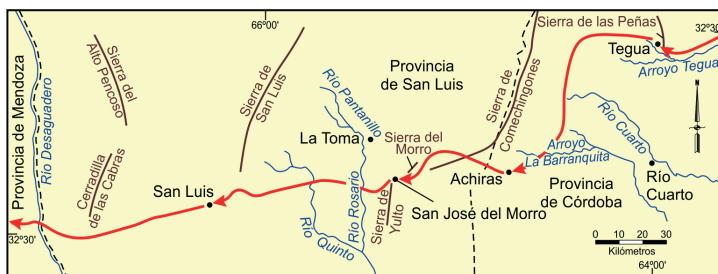 66°00'
Sierra de las Peñas
32°30'
Tegua
Arroyo Tegua
Provincia de Mendoza
Río Desaguadero
Sierra del
Alto Pencoso
Sierra de
San Luis
Provincia
de San Luis
Río Pantanillo
Sierra de
Comechingones
La Toma
Sierra del
Morro
Río Cuarto
Arroyo
La Barranquita
Río
Cuarto
Cerradilla
de las Cabras
San Luis
Achiras
Provincia
de Córdoba
San José del Morro
Río Rosario
Sierra de
Yulto
Río Quinto
32°30'
0 10 20 30
Kilómetros
64°00'